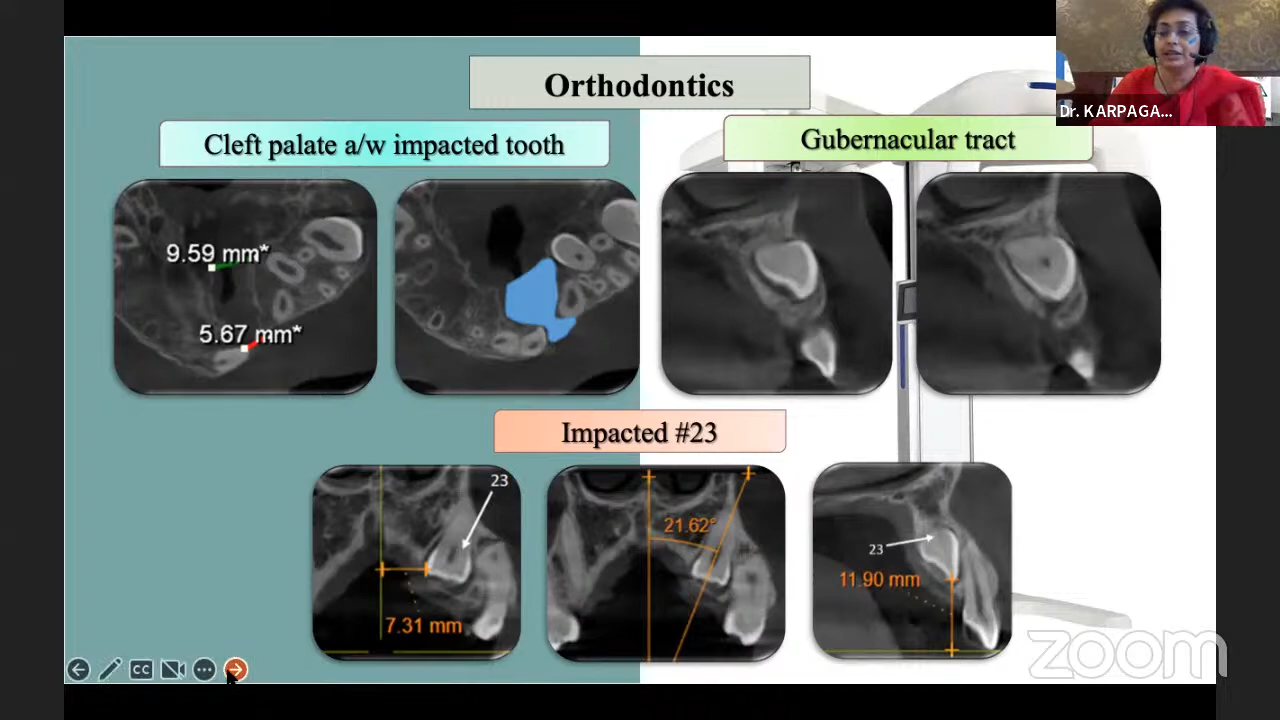 Orthodontics
Dr. KARPAGA...
Cleft palate a/w impacted tooth
Gubernacular tract
9.59 mm*
5.67 mm*
Impacted #23
23
7.31 mm
21.62°
23
11.90 mm
CC
zoom